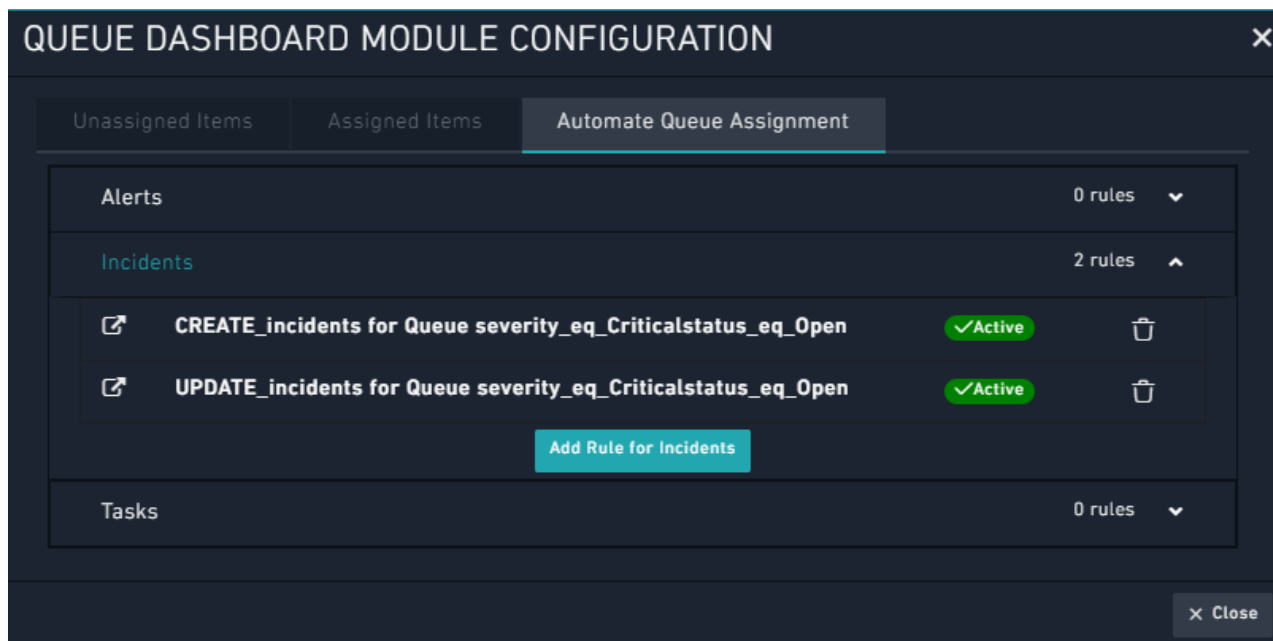 QUEUE DASHBOARD MODULE CONFIGURATION
Unassigned Items Assigned Items Automate Queue Assignment
Alerts 0 rules
Incidents 2 rules
CREATE_incidents for Queue severity_eq_Criticalstatus_eq_Open Active
UPDATE_incidents for Queue severity_eq_Criticalstatus_eq_Open Active
Add Rule for Incidents
Tasks 0 rules
Close